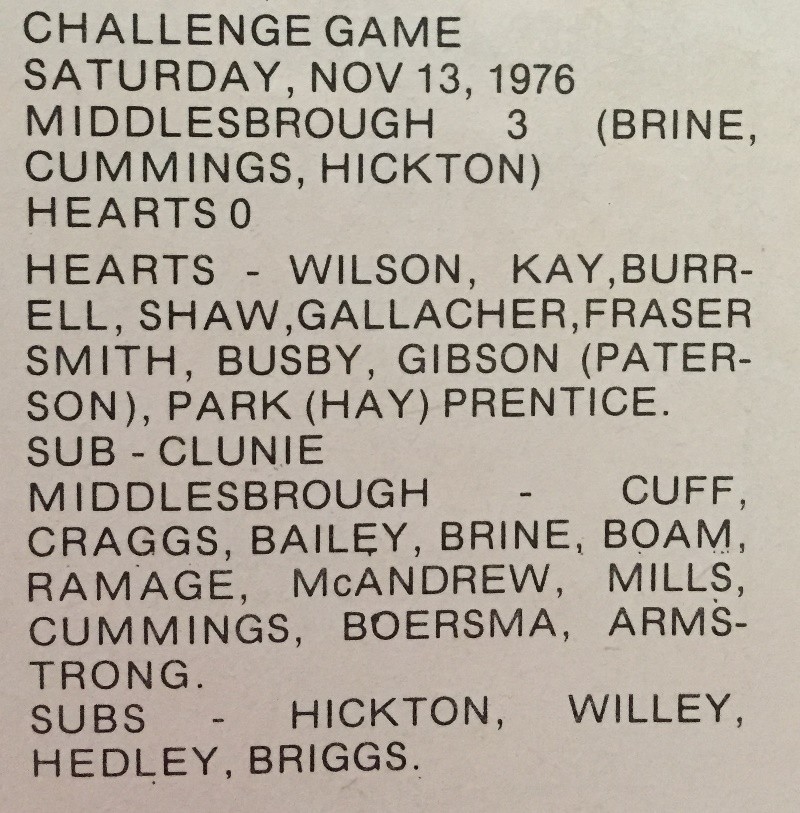 CHALLENGE GAME
SATURDAY, NOV 13, 1976
MIDDLESBROUGH 3 (BRINE,
CUMMINGS, HICKTON)
HEARTS 0
HEARTS - WILSON, KAY,BURR-
ELL, SHAW,GALLACHER,FRASER
SMITH, BUSBY, GIBSON (PATER-
SON), PARK (HAY) PRENTICE.
SUB - CLUNIE
MIDDLESBROUGH - CUFF,
CRAGGS, BAILEY, BRINE, BOAM,
RAMAGE, McANDREW, MILLS,
CUMMINGS, BOERSMA, ARMS-
TRONG.
SUBS - HICKTON, WILLEY,
HEDLEY, BRIGGS.